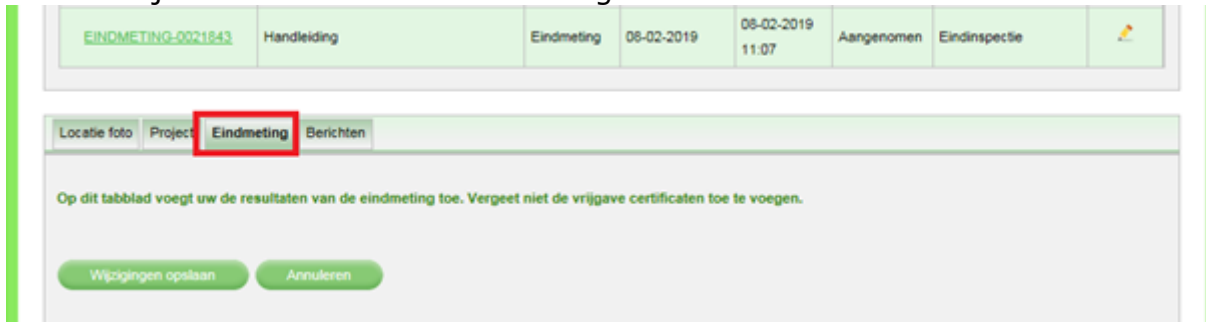 EINDMETING-0021843 Handleiding Eindmeting 08-02-2019 08-02-2019 11:07 Aangenomen Eindinspectie
Locatie foto Project Eindmeting Berichten
Op dit tabblad voegt uw de resultaten van de eindmeting toe. Vergeet niet de vrijgave certificaten toe te voegen.
Wijzigingen opslaan Annuleren